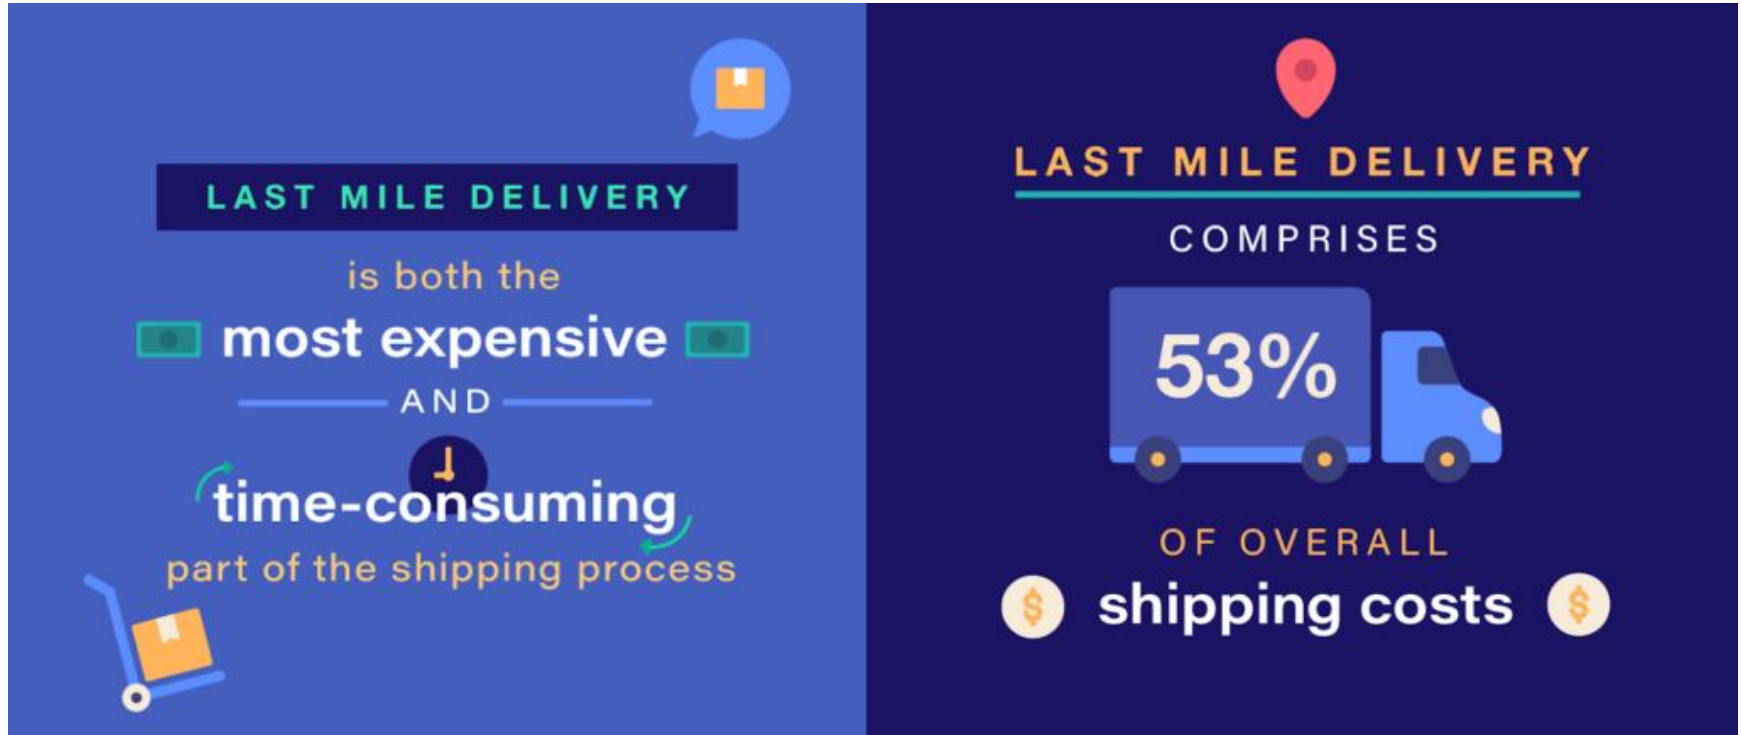 LAST MILE DELIVERY
is both the
most expensive
AND
time-consuming
part of the shipping process
LAST MILE DELIVERY
COMPRISES
53%
OF OVERALL
$ shipping costs $